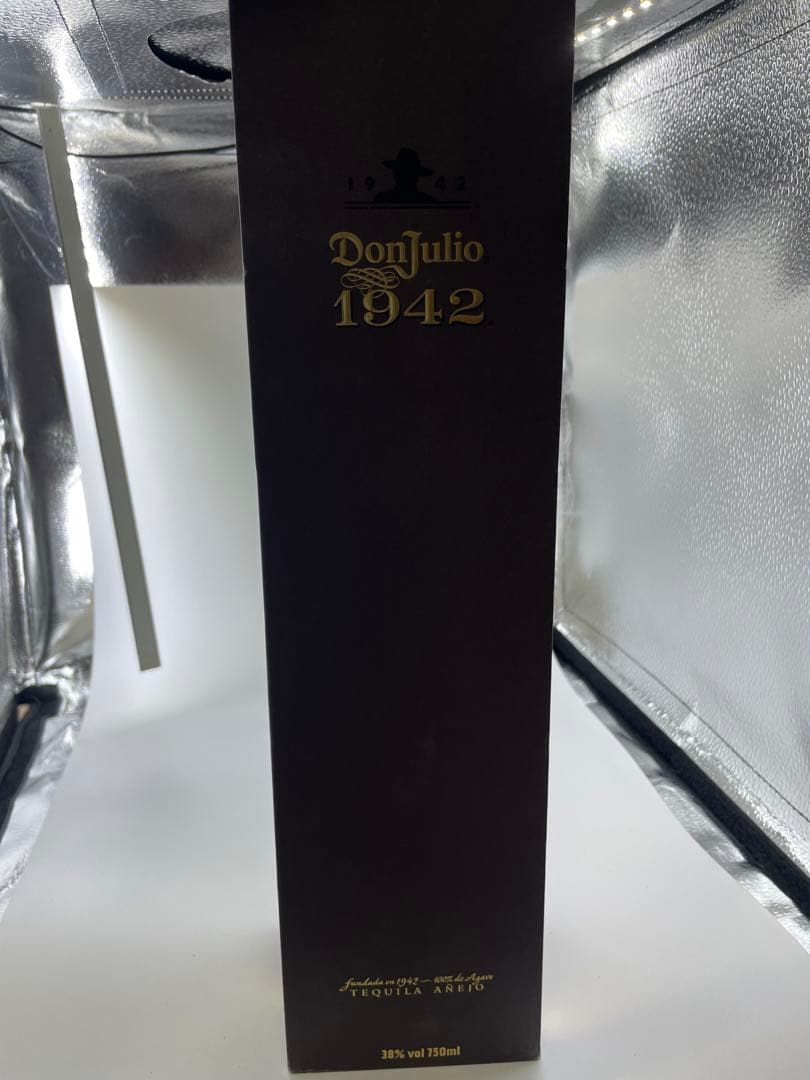 1942
DonJulio
1942
fundada en 1942 — 100% de Agave
TEQUILA AÑEJO
38% vol 750ml